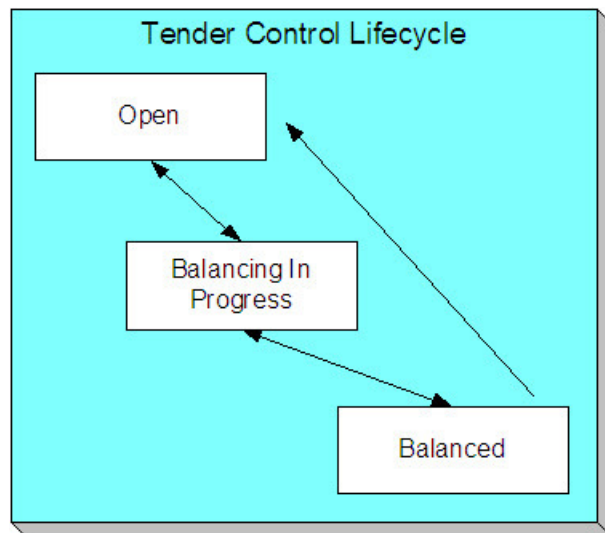 Tender Control Lifecycle
Open
Balancing In
Progress
Balanced